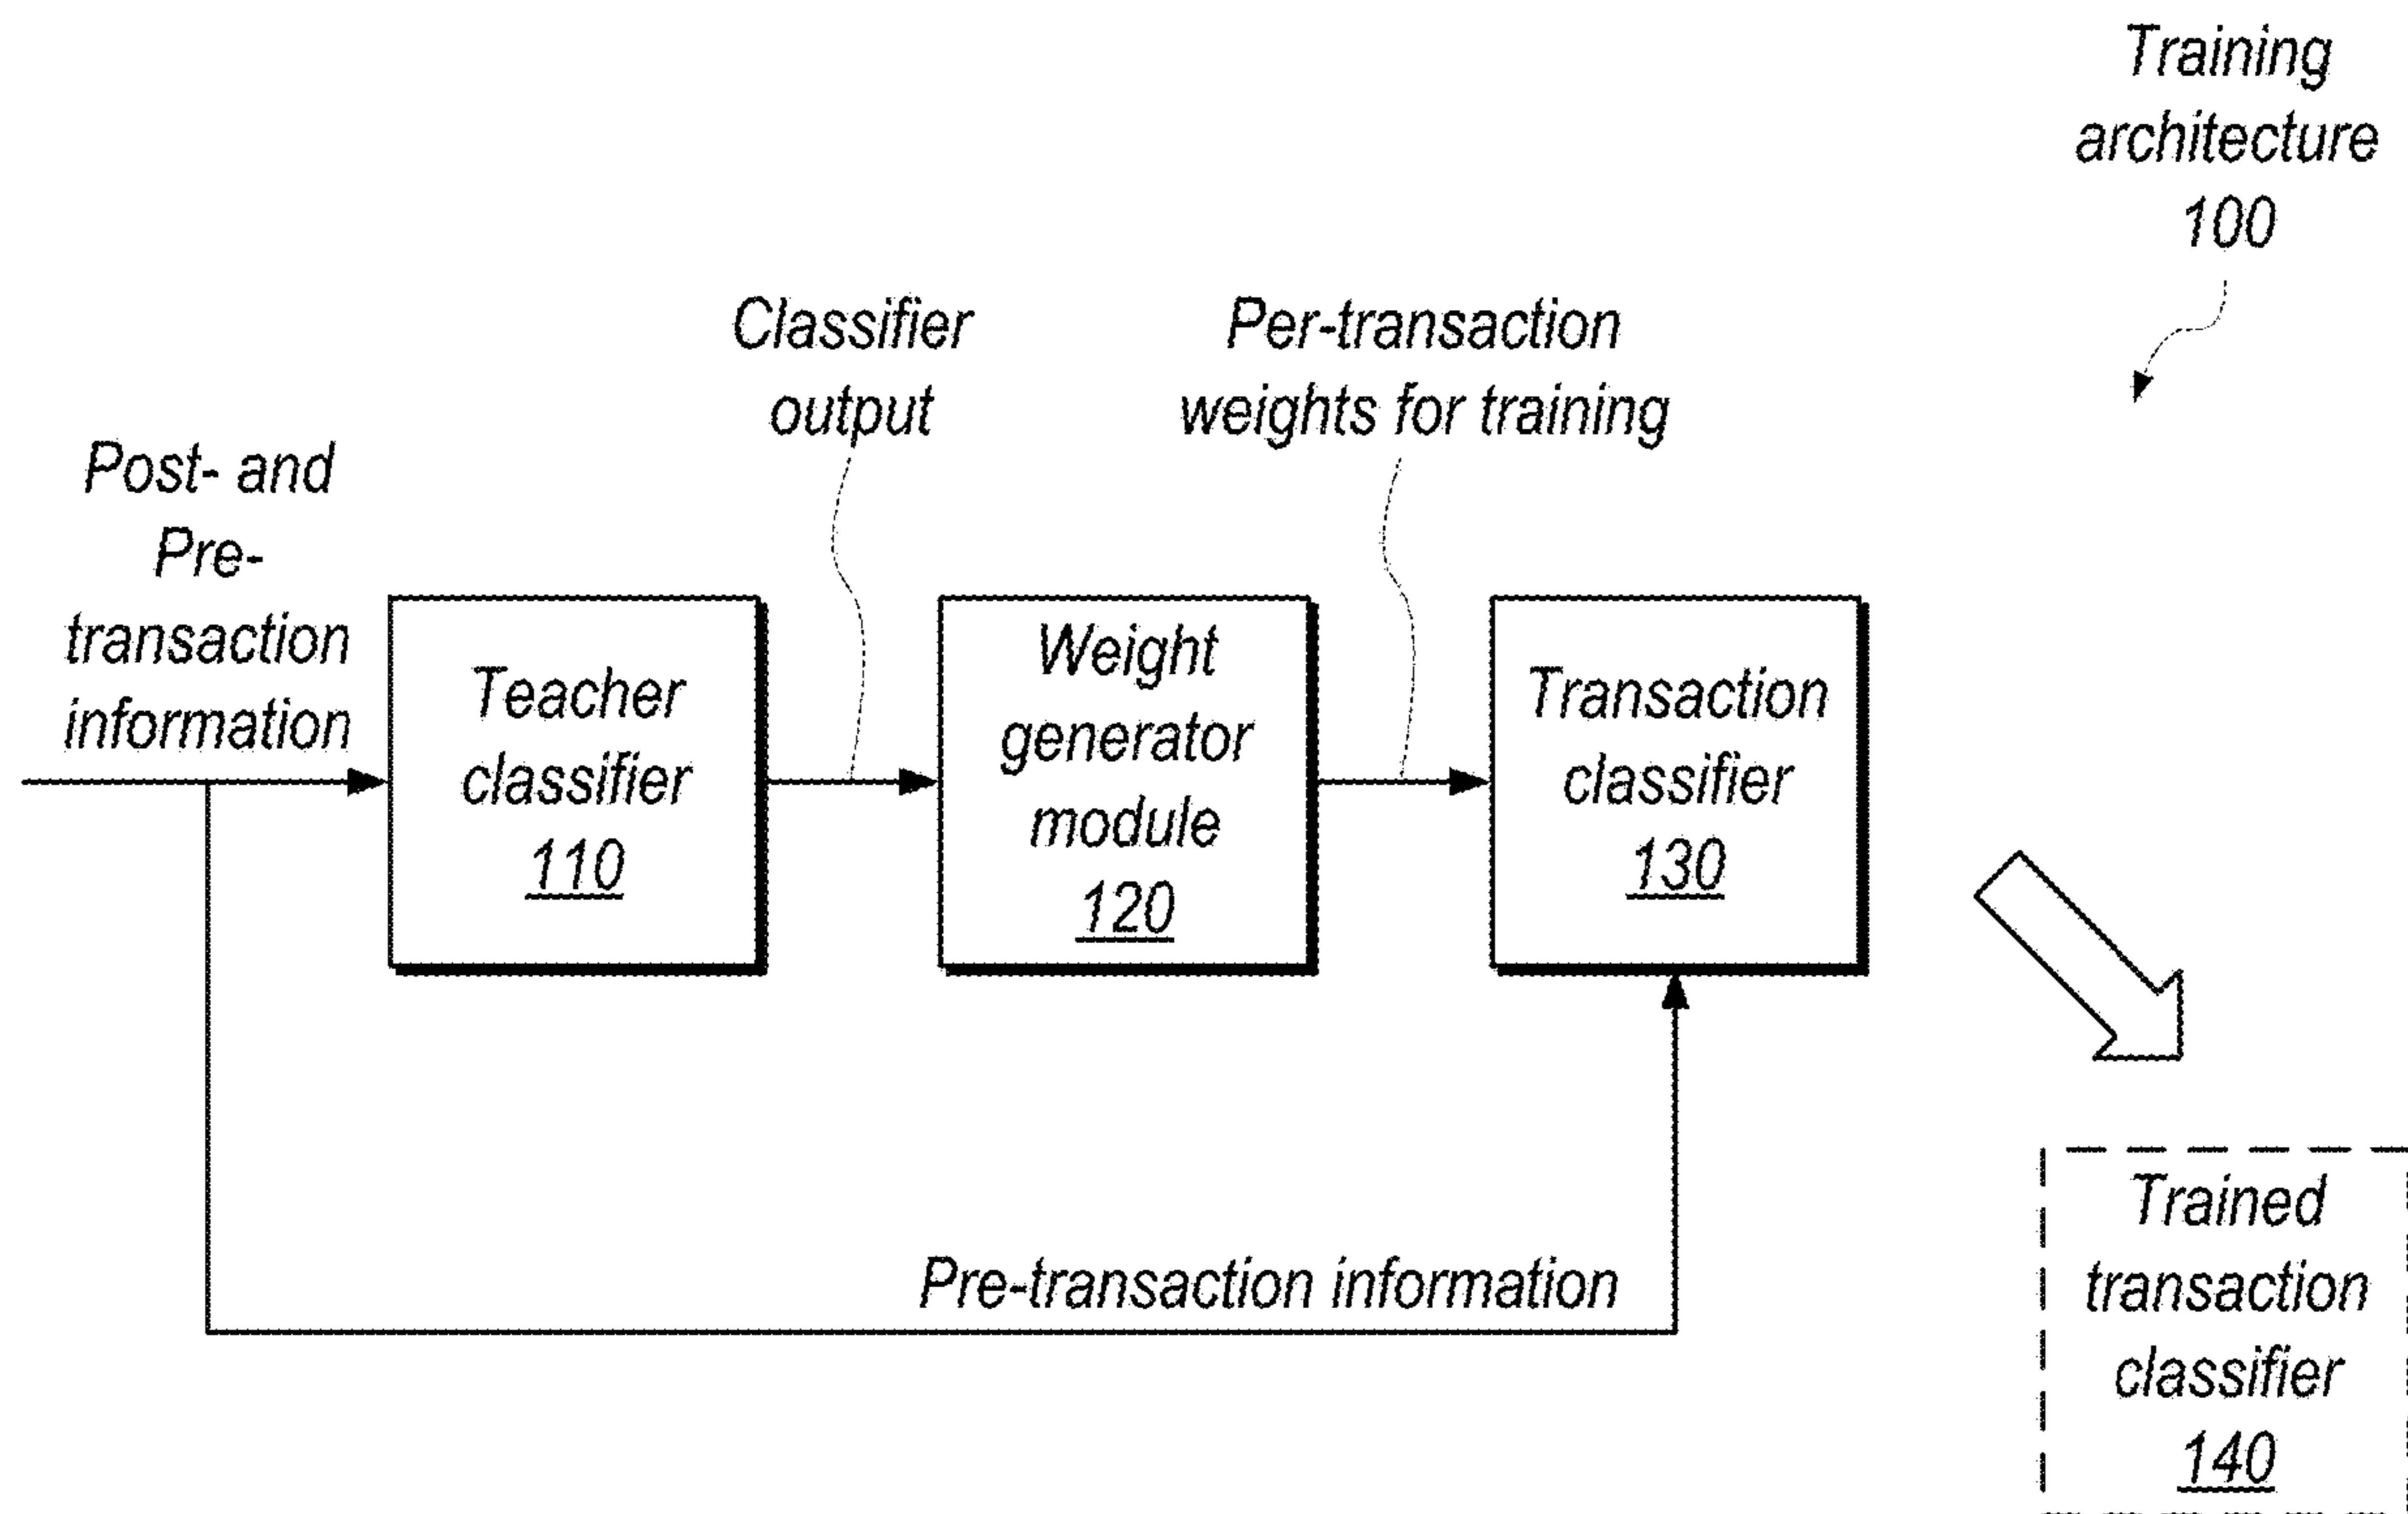 Training
architecture
100
Classifier
output
Per-transaction
weights for training
Post- and
Pre-
transaction
information
Teacher
classifier
110
Weight
generator
module
120
Transaction
classifier
130
Pre-transaction information
Trained
transaction
classifier
140